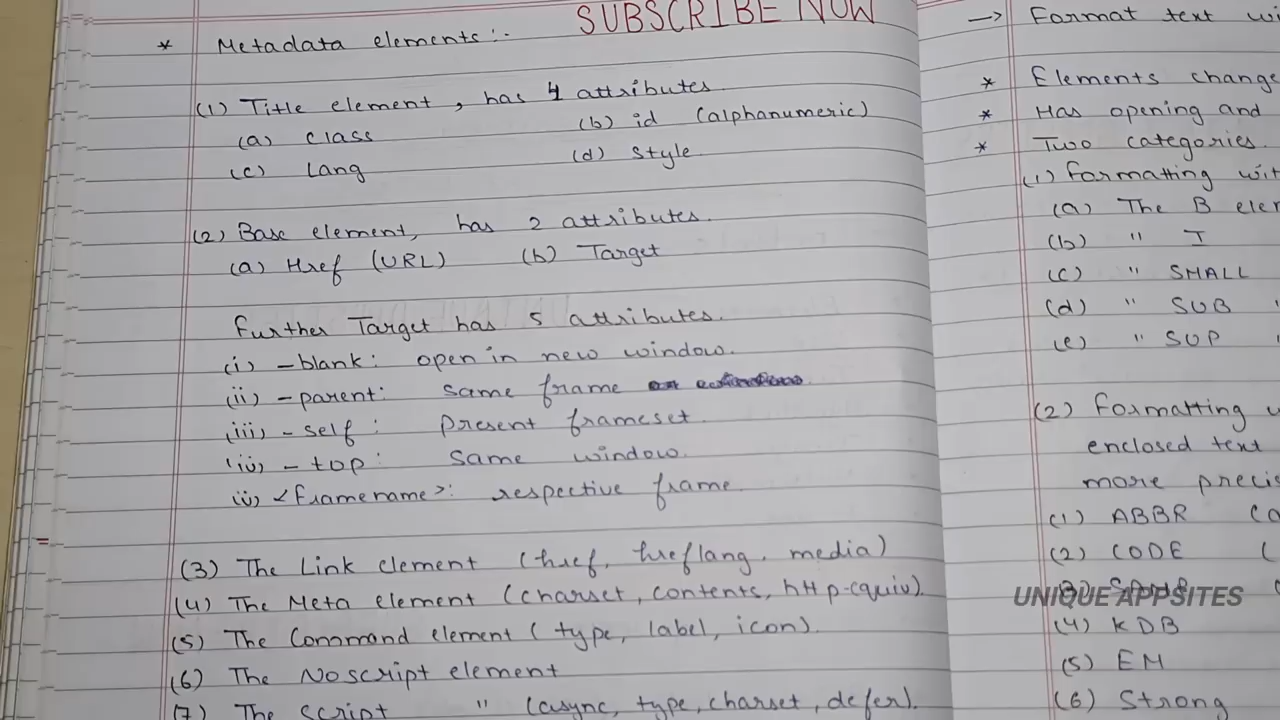 SUBSCRIBE NOW
* Metadata elements :-
(1) Title element, has 4 attributes
(a) class (b) id (alphanumeric)
(c) Lang (d) Style
(2) Base element, has 2 attributes.
(a) Href (URL) (b) Target
Further Target has 5 attributes.
(i) -blank: open in new window.
(ii) -parent: Same frame
(iii) -self: Present frameset.
(iv) -top: Same window.
(v) <Framename>: respective frame.
(3) The Link element (href, hreflang, media)
(4) The Meta element (charset, contents, http-equiv).
(5) The Command element (type, label, icon).
(6) The Noscript element
(7) The Script " (async, type, charset, defer).
→ Format text wi
* Elements change
* Has opening and
* Two categories.
(1) Formatting wit
(a) The B eler
(b) " I
(c) " SMALL
(d) " SUB
(e) " SUP
(2) Formatting
enclosed text
more preci
(1) ABBR
(2) CODE (
UNIQUE APPSITES
(4) KDB
(5) EM
(6) Strong